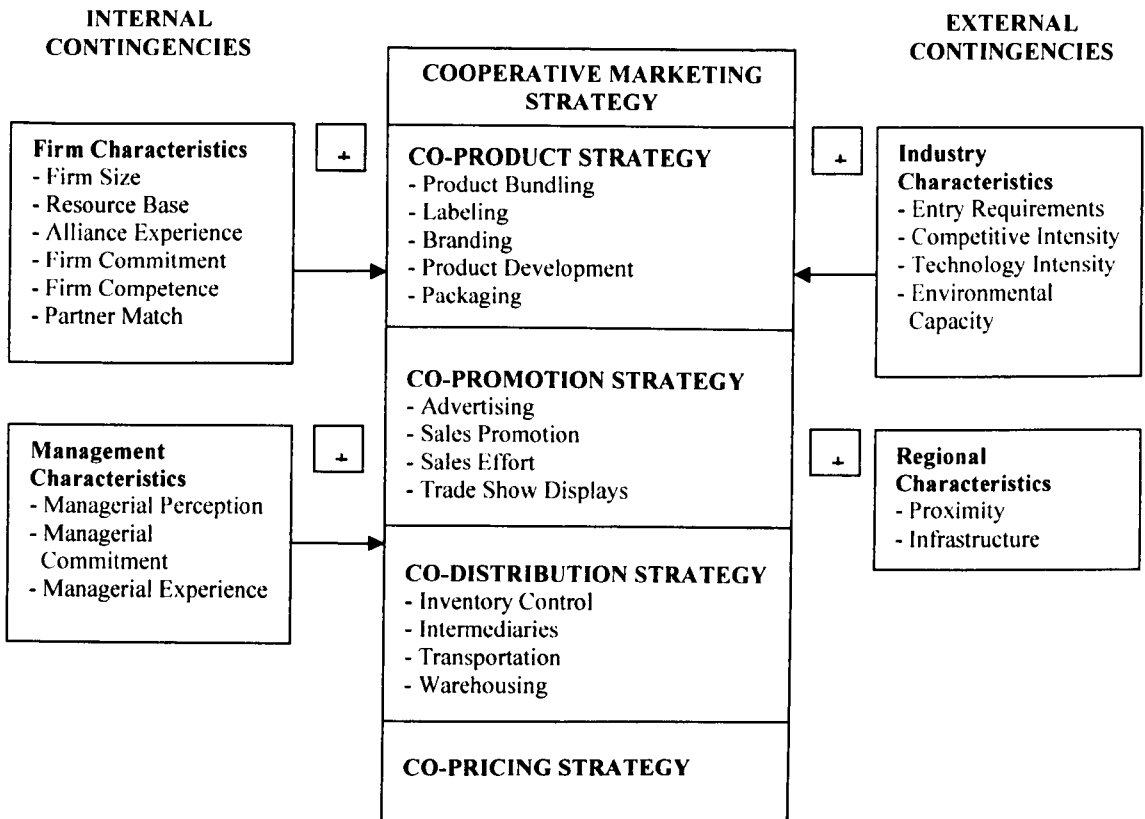 INTERNAL
CONTINGENCIES
EXTERNAL
CONTINGENCIES
COOPERATIVE MARKETING
STRATEGY
Firm Characteristics
- Firm Size
- Resource Base
- Alliance Experience
- Firm Commitment
- Firm Competence
- Partner Match
+
CO-PRODUCT STRATEGY
- Product Bundling
- Labeling
- Branding
- Product Development
- Packaging
+
Industry
Characteristics
- Entry Requirements
- Competitive Intensity
- Technology Intensity
- Environmental
Capacity
Management
Characteristics
- Managerial Perception
- Managerial
Commitment
- Managerial Experience
+
CO-PROMOTION STRATEGY
- Advertising
- Sales Promotion
- Sales Effort
- Trade Show Displays
+
Regional
Characteristics
- Proximity
- Infrastructure
CO-DISTRIBUTION STRATEGY
- Inventory Control
- Intermediaries
- Transportation
- Warehousing
CO-PRICING STRATEGY